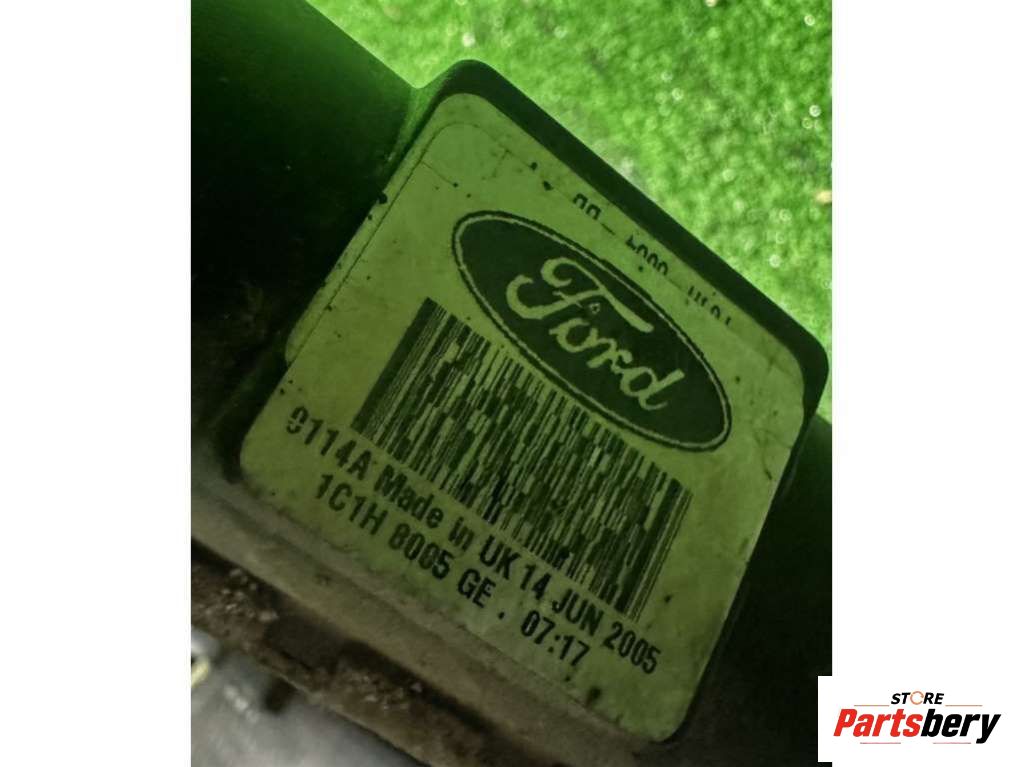 Ford
0114A Made in UK 14 JUN 2005
1C1H 8005 GE . 07:17
STORE
Partsbery